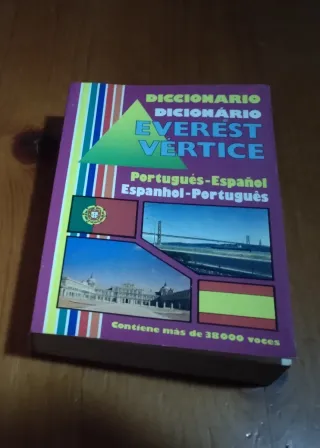 DICCIONARIO
DICIONÁRIO
EVEREST
VÉRTICE
Portugués-Español
Espanhol-Português
Contiene más de 38000 voces